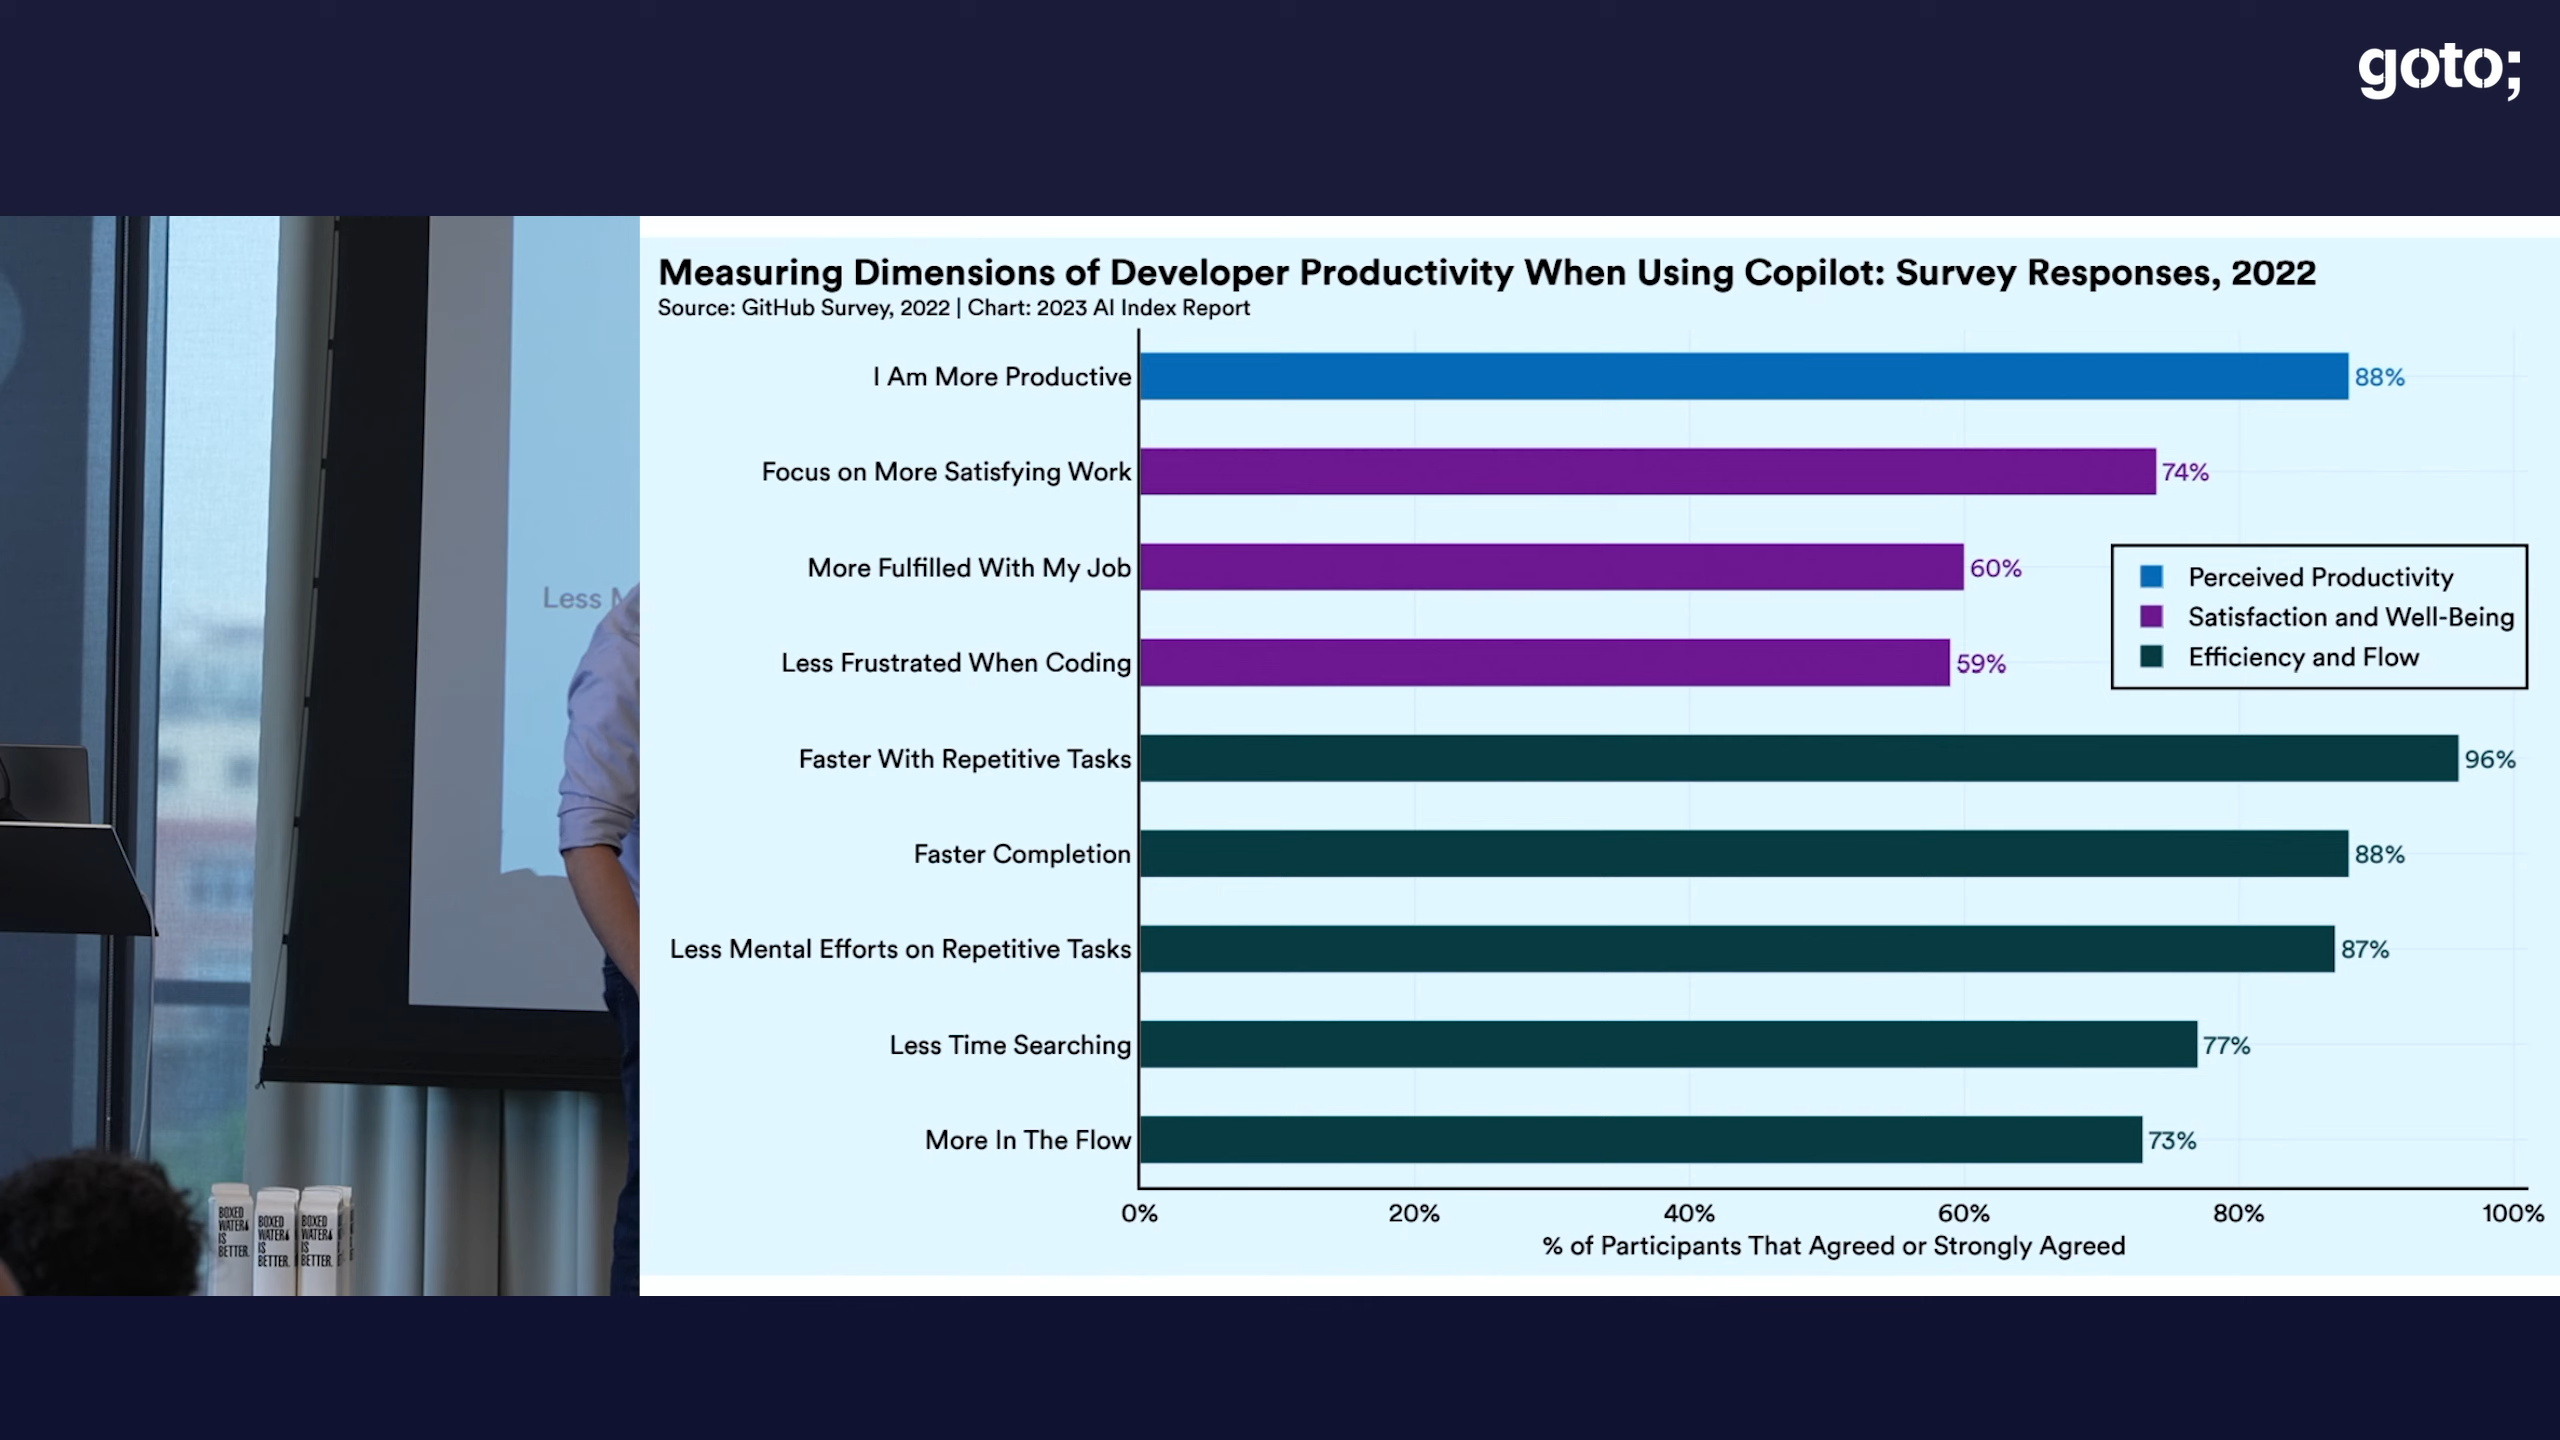 goto;
Measuring Dimensions of Developer Productivity When Using Copilot: Survey Responses, 2022
Source: GitHub Survey, 2022 | Chart: 2023 AI Index Report
I Am More Productive
88%
Focus on More Satisfying Work
74%
More Fulfilled With My Job
60%
Less Frustrated When Coding
59%
Faster With Repetitive Tasks
96%
Faster Completion
88%
Less Mental Efforts on Repetitive Tasks
87%
Less Time Searching
77%
More In The Flow
73%
Perceived Productivity
Satisfaction and Well-Being
Efficiency and Flow
0% 20% 40% 60% 80% 100%
% of Participants That Agreed or Strongly Agreed
Less
BOXED
WATER
IS
BETTER.
BOXED
WATER
IS
BETTER.
BOXED
WATER
IS
BETTER.